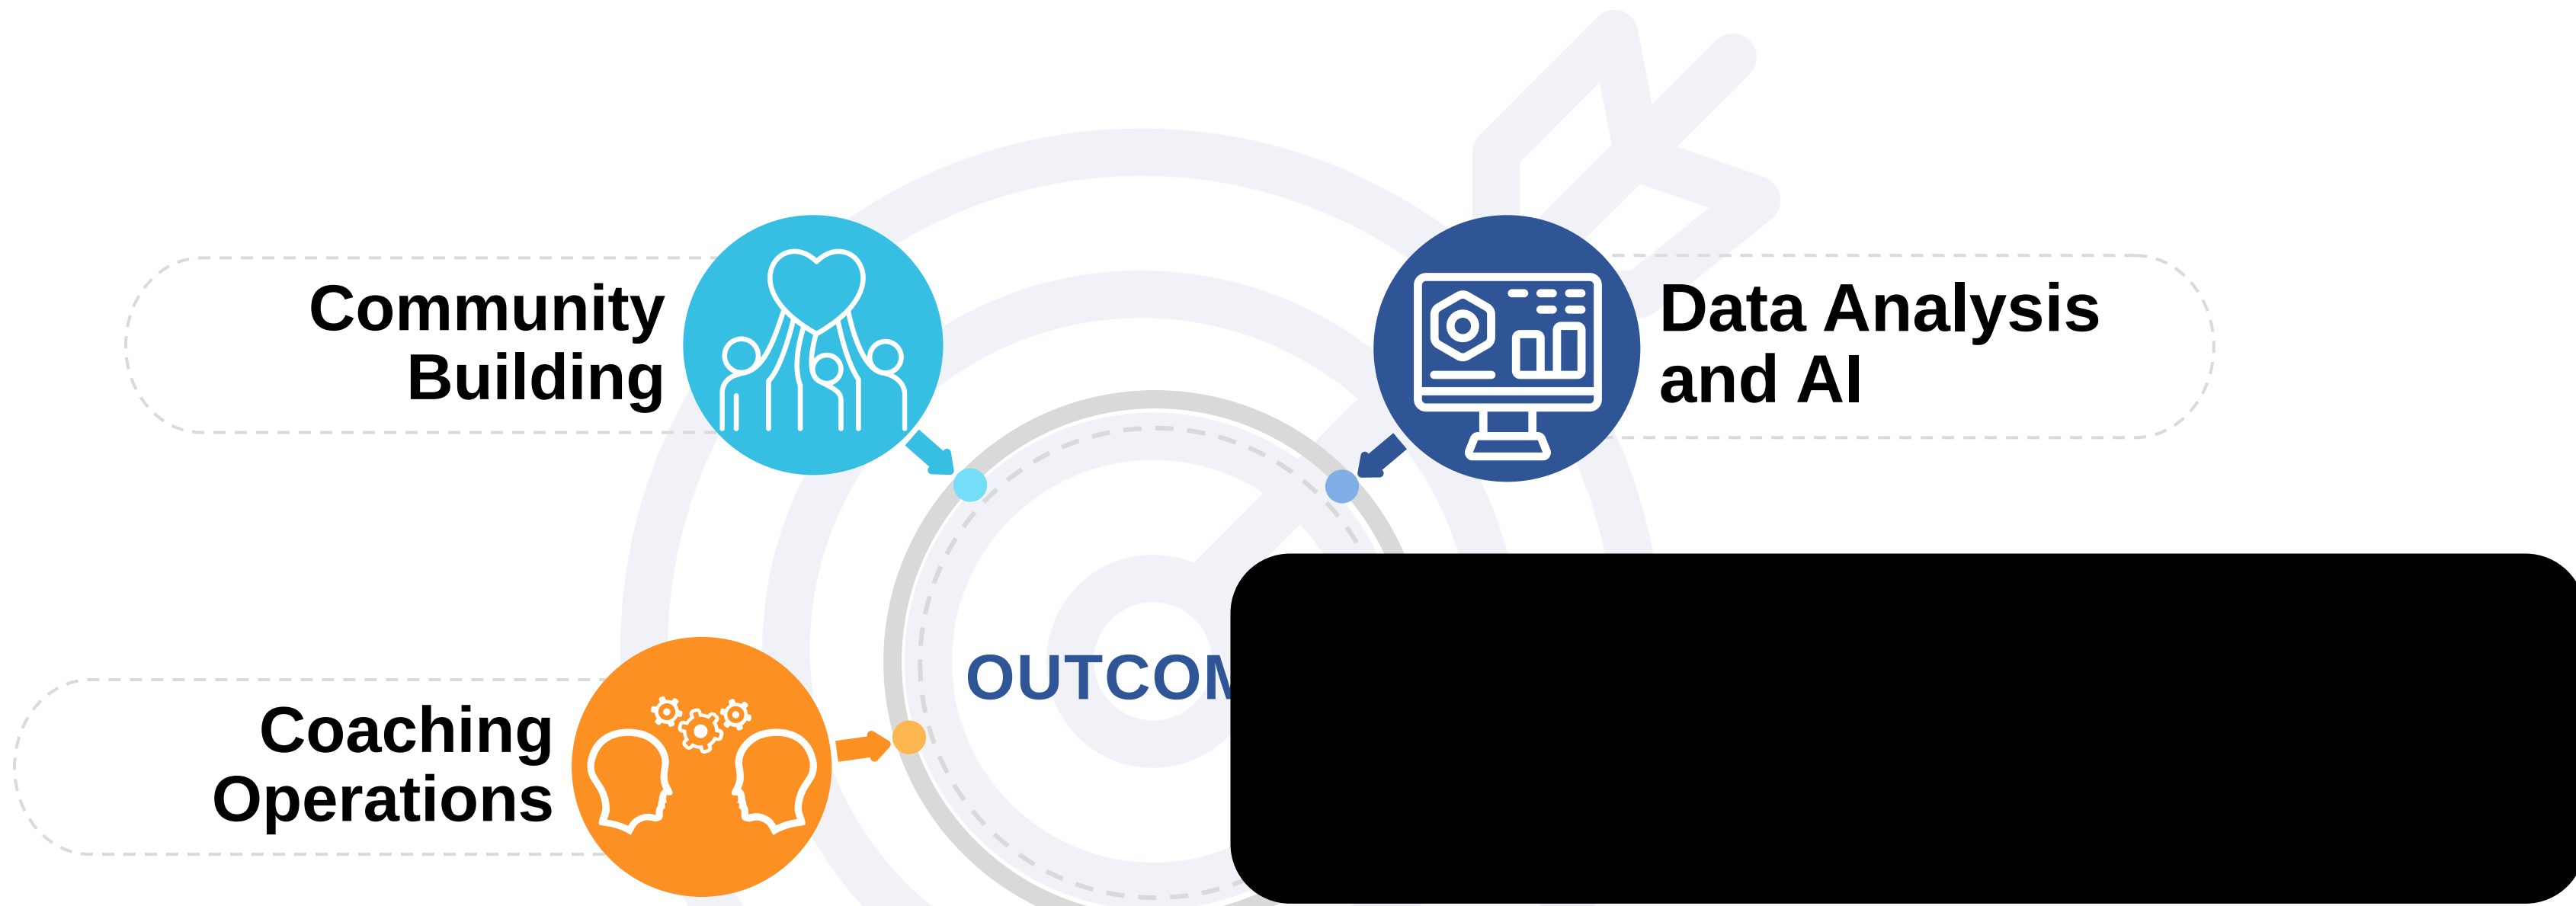 Community
Building
Data Analysis
and AI
Coaching
Operations